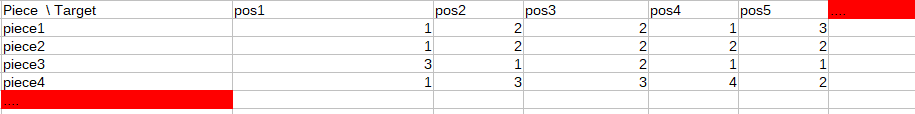 Piece \ Target pos1 pos2 pos3 pos4 pos5 ....
piece1 1 2 2 1 3
piece2 1 2 2 2 2
piece3 3 1 2 1 1
piece4 1 3 3 4 2
....